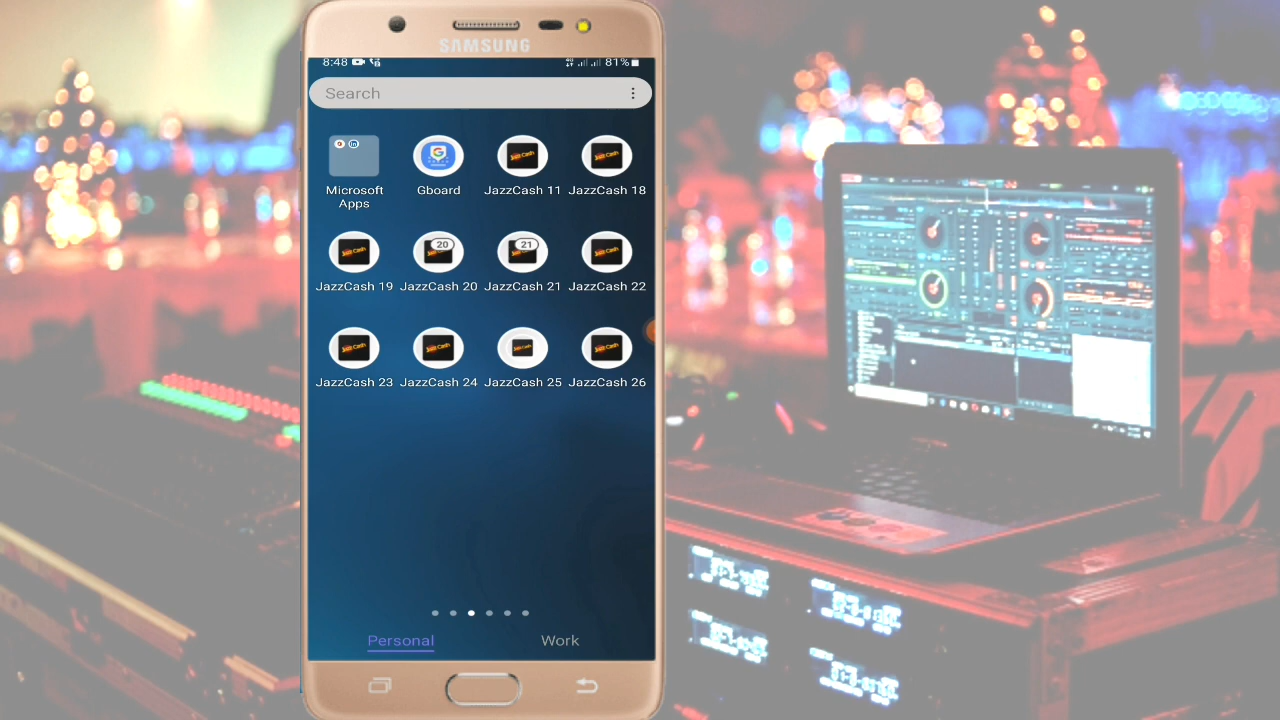 SAMSUNG
8:48 81%
Search
Microsoft Apps
Gboard
JazzCash 11
JazzCash 18
JazzCash 19
20
JazzCash 20
21
JazzCash 21
JazzCash 22
JazzCash 23
JazzCash 24
JazzCash 25
JazzCash 26
Personal
Work